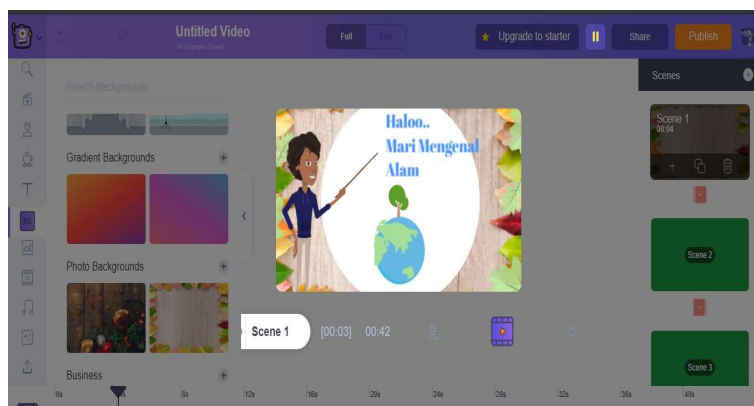 Untitled Video
All Changes Saved
Full
Lite
Upgrade to starter
Share
Publish
Search Backgrounds
Gradient Backgrounds
Photo Backgrounds
Business
Haloo..
Mari Mengenal
Alam
Scene 1
[00:03]
00:42
Scenes
Scene 1
00:04
Scene 2
Scene 3
0s
8s
12s
16s
20s
24s
28s
32s
36s
40s